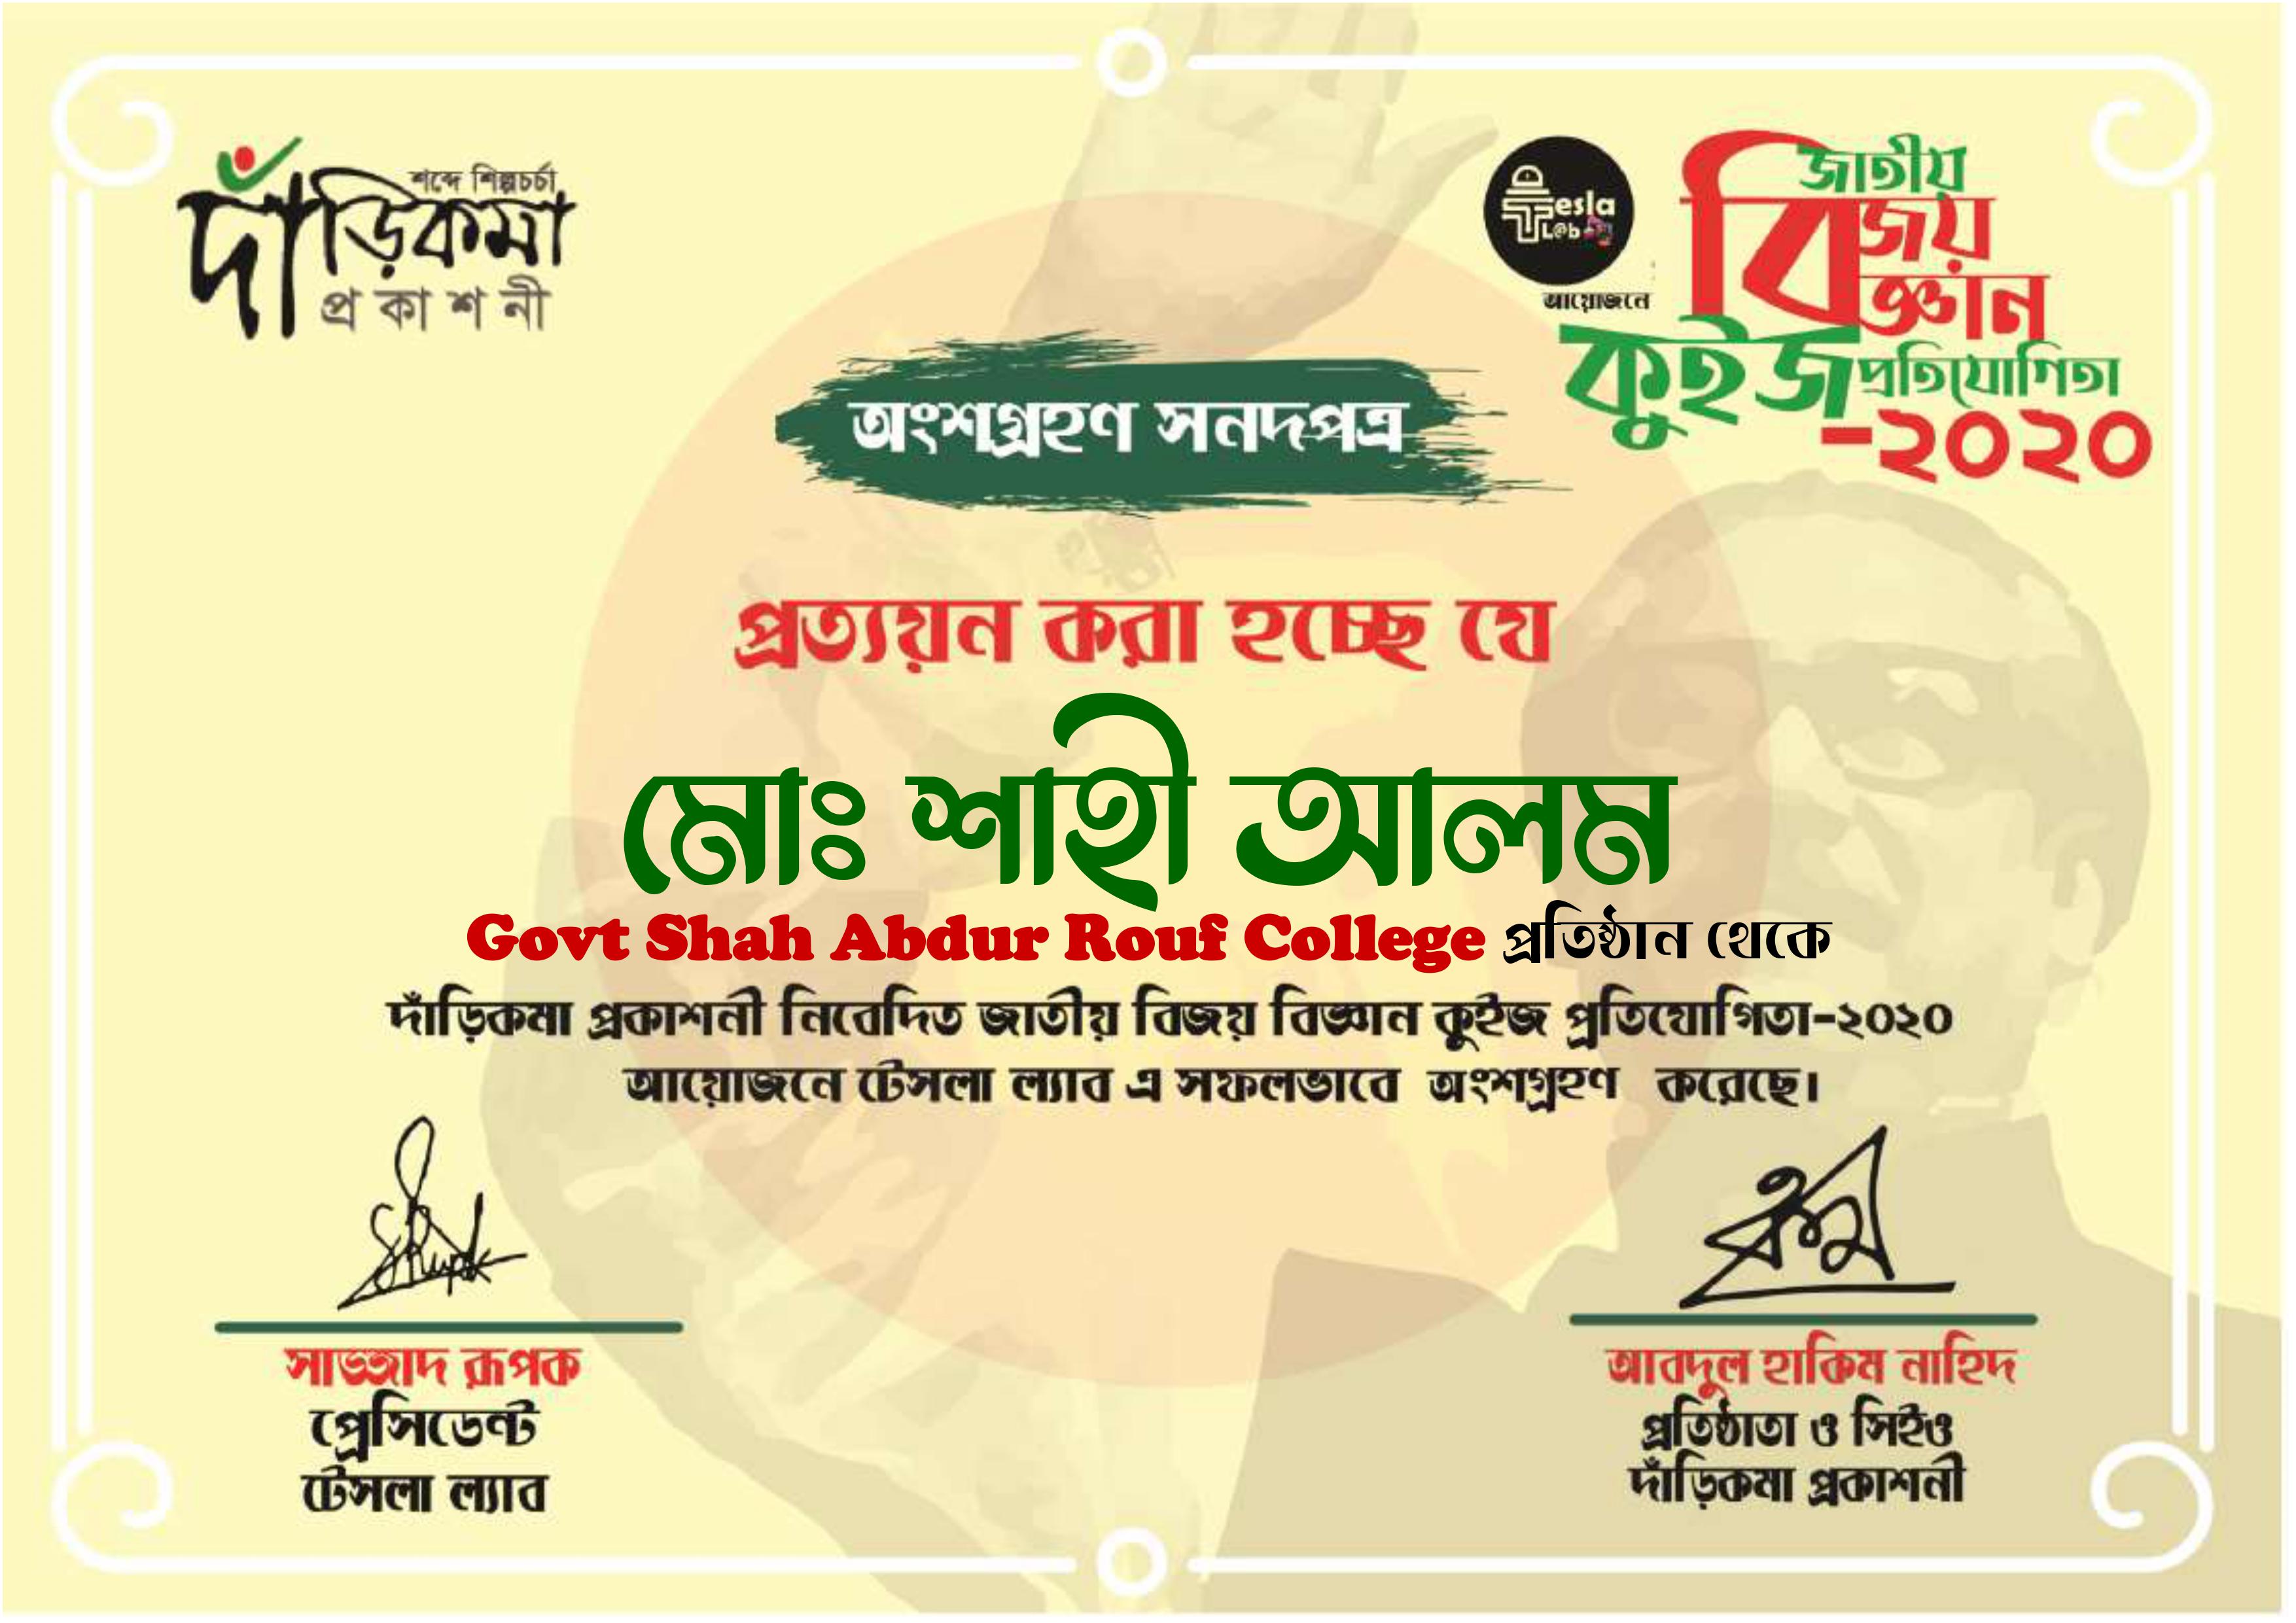 শব্দে শিল্পচর্চা
দাঁড়িকমা
প্রকাশনী
Tesla
L@b
আয়োজনে
জাতীয়
বিজয়
বিজ্ঞান
কুইজ প্রতিযোগিতা
-২০২০
অংশগ্রহণ সনদপত্র
প্রত্যয়ন করা হচ্ছে যে
মোঃ শাহী আলম
Govt Shah Abdur Rouf College প্রতিষ্ঠান থেকে
দাঁড়িকমা প্রকাশনী নিবেদিত জাতীয় বিজয় বিজ্ঞান কুইজ প্রতিযোগিতা-২০২০
আয়োজনে টেসলা ল্যাব এ সফলভাবে অংশগ্রহণ করেছে।
সাজ্জাদ রূপক
প্রেসিডেন্ট
টেসলা ল্যাব
আবদুল হাকিম নাহিদ
প্রতিষ্ঠাতা ও সিইও
দাঁড়িকমা প্রকাশনী